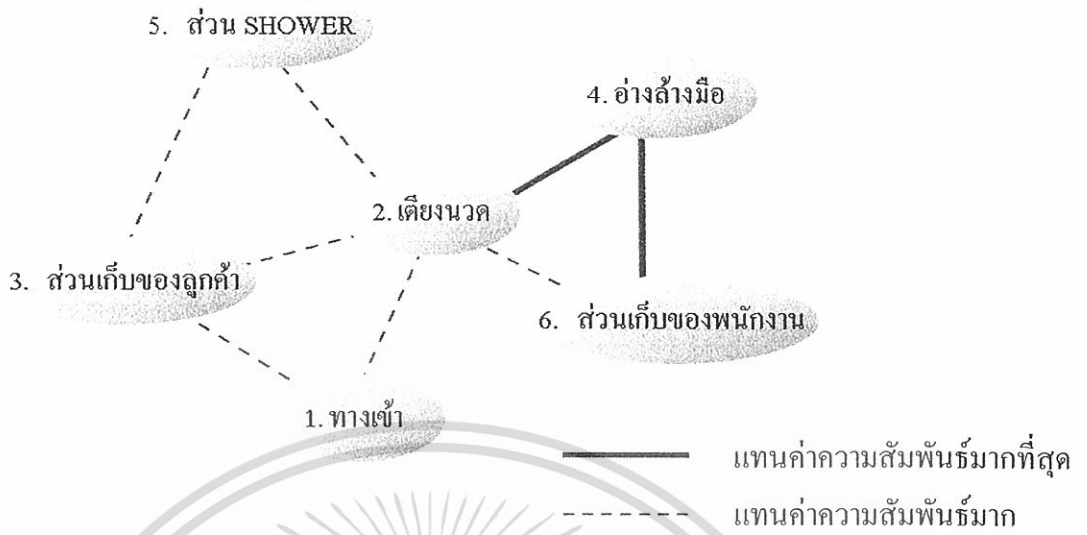 5. ส่วน SHOWER
4. อ่างล้างมือ
2. เตียงนวด
3. ส่วนเก็บของลูกค้า
6. ส่วนเก็บของพนักงาน
1. ทางเข้า
แทนค่าความสัมพันธ์มากที่สุด
แทนค่าความสัมพันธ์มาก